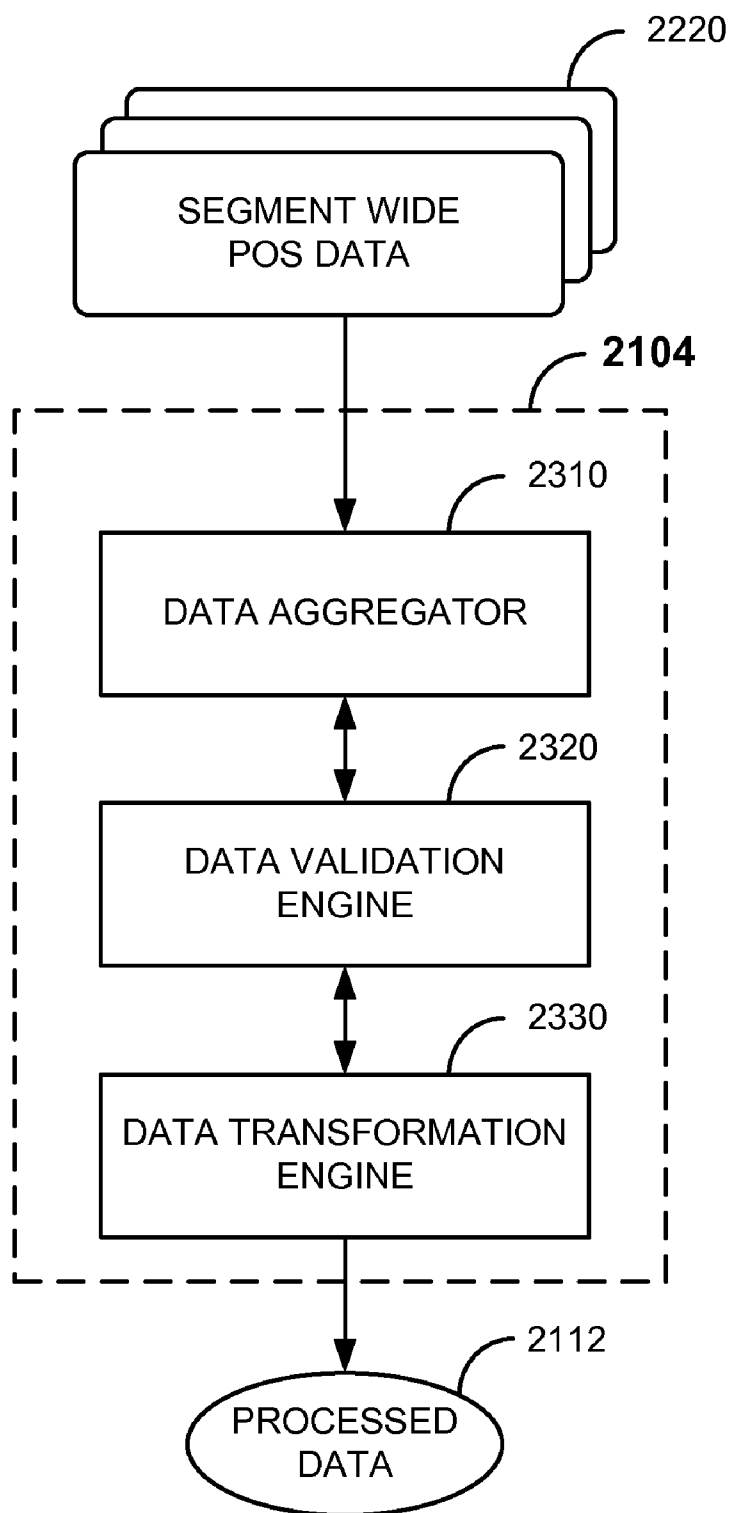 2220
SEGMENT WIDE
POS DATA
2104
2310
DATA AGGREGATOR
2320
DATA VALIDATION
ENGINE
2330
DATA TRANSFORMATION
ENGINE
2112
PROCESSED
DATA